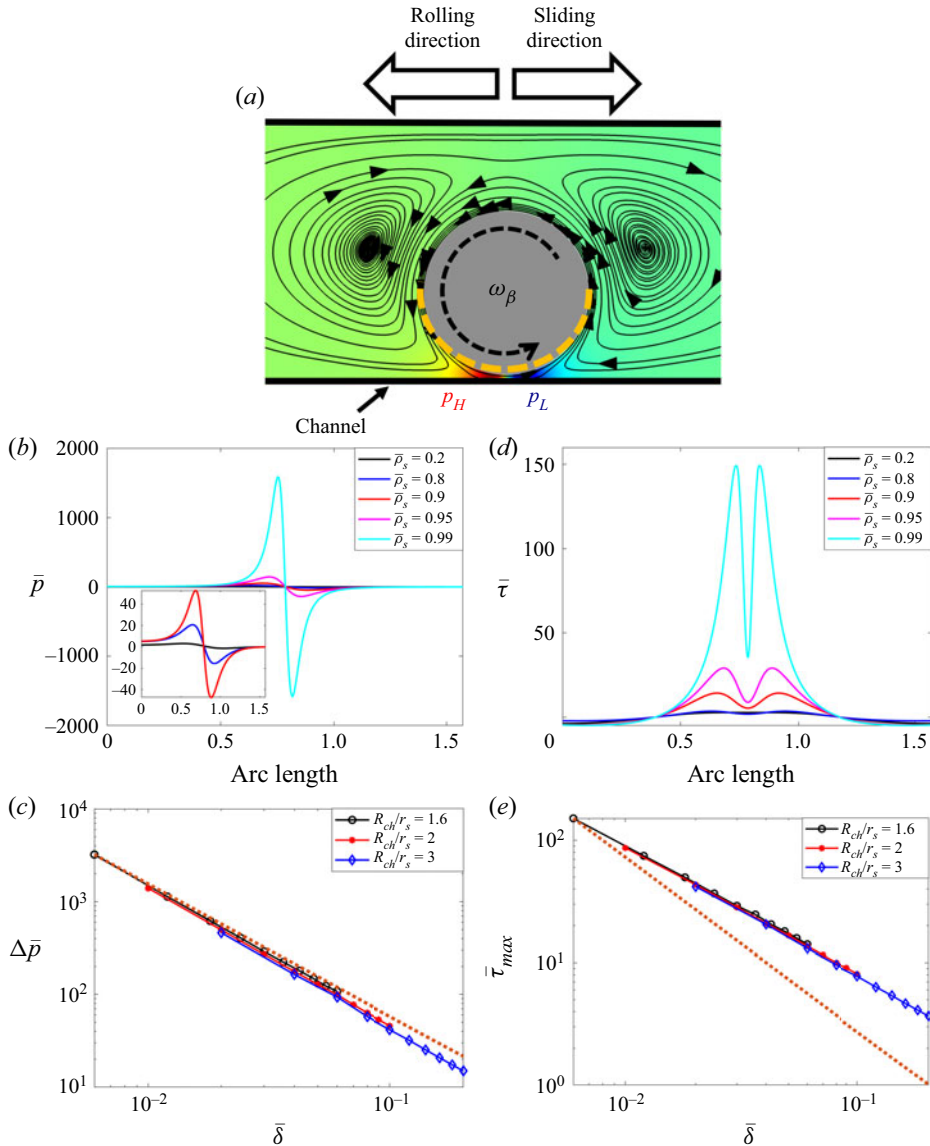 Rolling direction
Sliding direction
(a)
ω_β
p_H
p_L
Channel
(b)
2000
1000
0
–1000
–2000
p̄
ρ̄_s = 0.2
ρ̄_s = 0.8
ρ̄_s = 0.9
ρ̄_s = 0.95
ρ̄_s = 0.99
40
20
0
–20
–40
0 0.5 1.0 1.5
0 0.5 1.0 1.5
Arc length
(d)
150
100
50
τ̄
ρ̄_s = 0.2
ρ̄_s = 0.8
ρ̄_s = 0.9
ρ̄_s = 0.95
ρ̄_s = 0.99
0 0.5 1.0 1.5
Arc length
(c)
10^4
10^3
10^2
10^1
Δp̄
R_ch/r_s = 1.6
R_ch/r_s = 2
R_ch/r_s = 3
10^–2 10^–1
δ̄
(e)
10^2
10^1
10^0
τ̄_max
R_ch/r_s = 1.6
R_ch/r_s = 2
R_ch/r_s = 3
10^–2 10^–1
δ̄